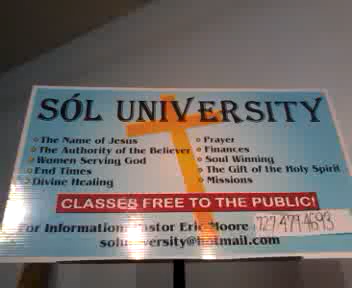 SÓL UNIVERSITY
The Name of Jesus
The Authority of the Believer
Women Serving God
End Times
Divine Healing
Prayer
Finances
Soul Winning
The Gift of the Holy Spirit
Missions
CLASSES FREE TO THE PUBLIC!
For Information: Pastor Eric Moore 727 479 4693
soluniversity@hotmail.com